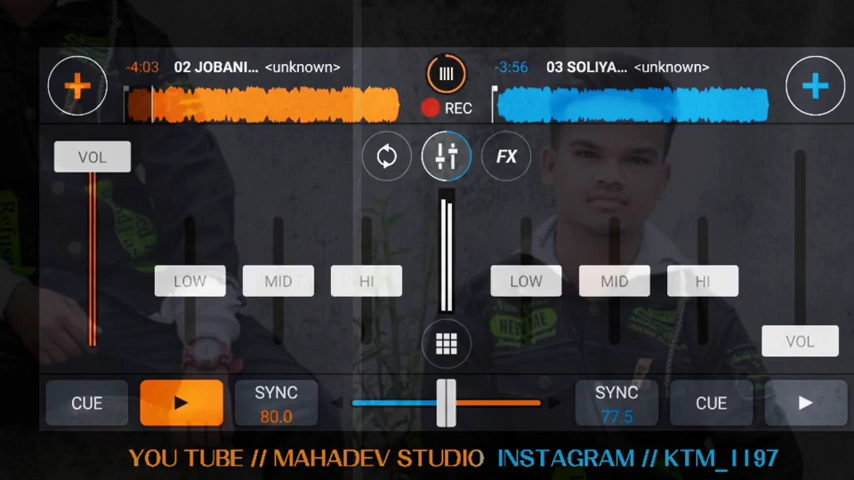 -4:03 02 JOBANI... <unknown> -3:56 03 SOLIYA... <unknown>
REC
VOL FX
LOW MID HI LOW MID HI
VOL
CUE SYNC 80.0 SYNC 77.5 CUE
YOU TUBE // MAHADEV STUDIO INSTAGRAM // KTM_1197